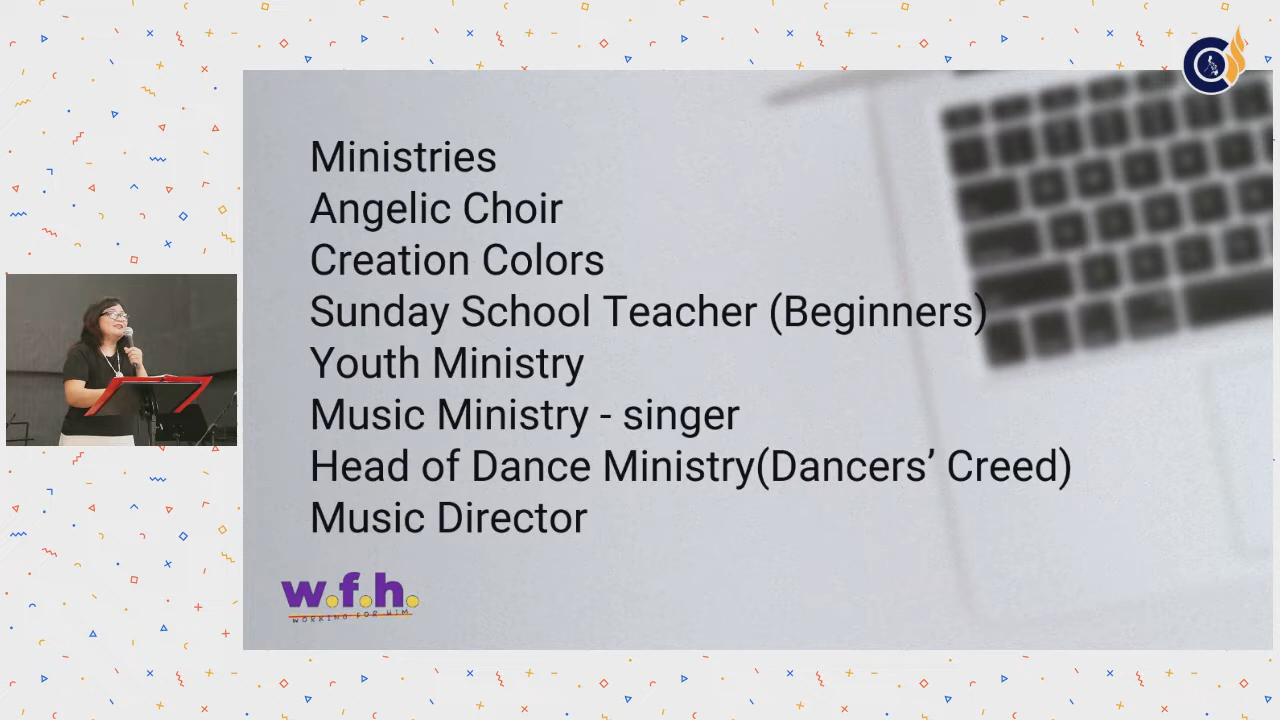 Ministries
Angelic Choir
Creation Colors
Sunday School Teacher (Beginners)
Youth Ministry
Music Ministry - singer
Head of Dance Ministry(Dancers’ Creed)
Music Director
w.f.h.
WORKING FOR HIM